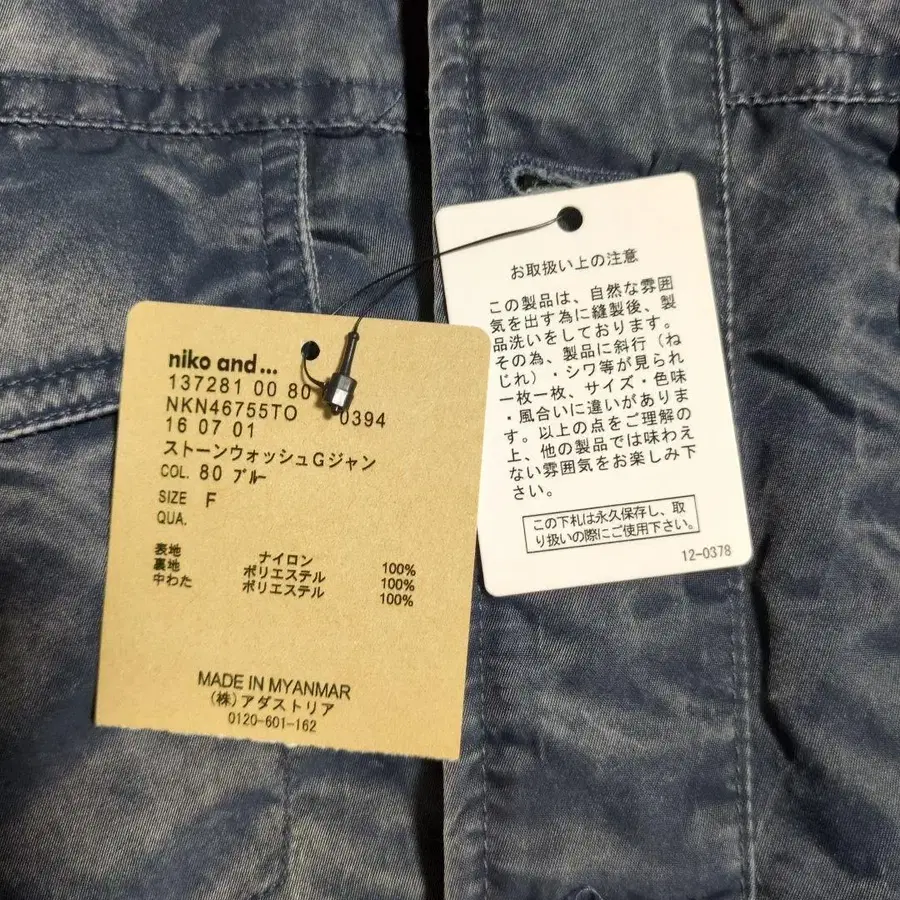 niko and...
137281 00 80
NKN46755TO 0394
16 07 01
ストーンウォッシュGジャン
COL. 80 ブルー
SIZE F
QUA.
表地 ナイロン 100%
裏地 ポリエステル 100%
中わた ポリエステル 100%
MADE IN MYANMAR
(株)アダストリア
0120-601-162
お取扱い上の注意
この製品は、自然な雰囲
気を出す為に縫製後、製
品洗いをしております。
その為、製品に斜行(ね
じれ)・シワ等が見られ
一枚一枚、サイズ・色味
・風合いに違いがありま
す。以上の点をご理解の
上、他の製品では味わえ
ない雰囲気をお楽しみ下
さい。
この下札は永久保存し、取
り扱いの際にご使用下さい。
12-0378